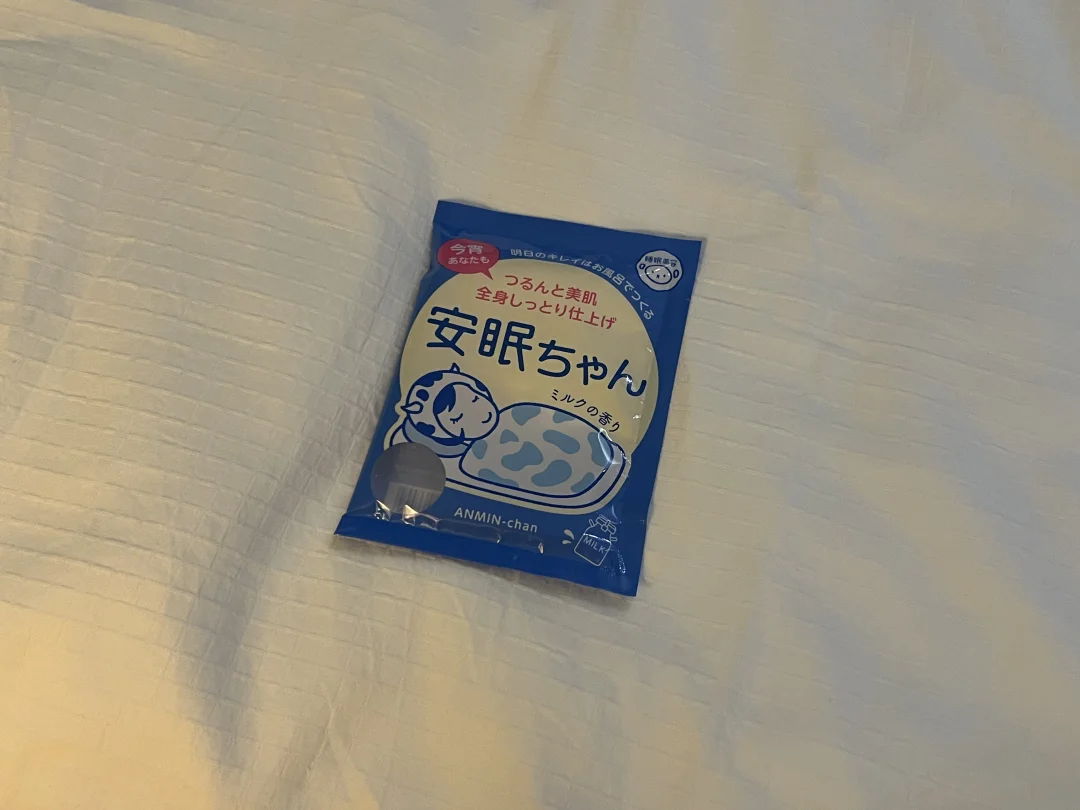 今宵
あなたも
明日のキレイはお風呂でつくる
つるんと美肌
全身しっとり仕上げ
安眠ちゃん
ミルクの香り
ANMIN-chan
MILK